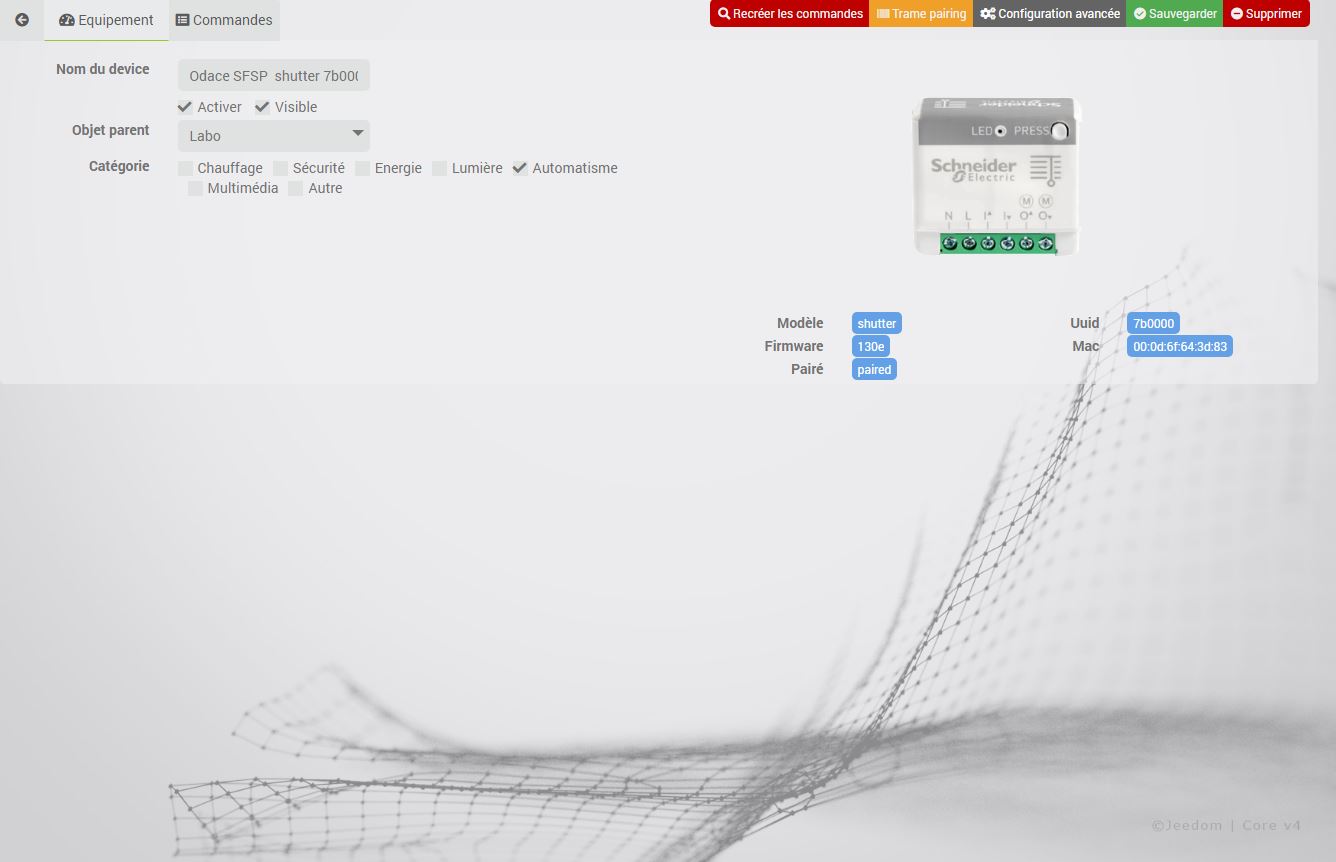 Equipement Commandes Recréer les commandes Trame pairing Configuration avancée Sauvegarder Supprimer
Nom du device Odace SFSP shutter 7b000
Activer Visible
Objet parent Labo
Catégorie Chauffage Sécurité Energie Lumière Automatisme
Multimédia Autre
LED PRESS
Schneider
Electric
M M
N L I I O O
Modèle shutter Uuid 7b0000
Firmware 130e Mac 00:0d:6f:64:3d:83
Pairé paired
©Jeedom | Core v4